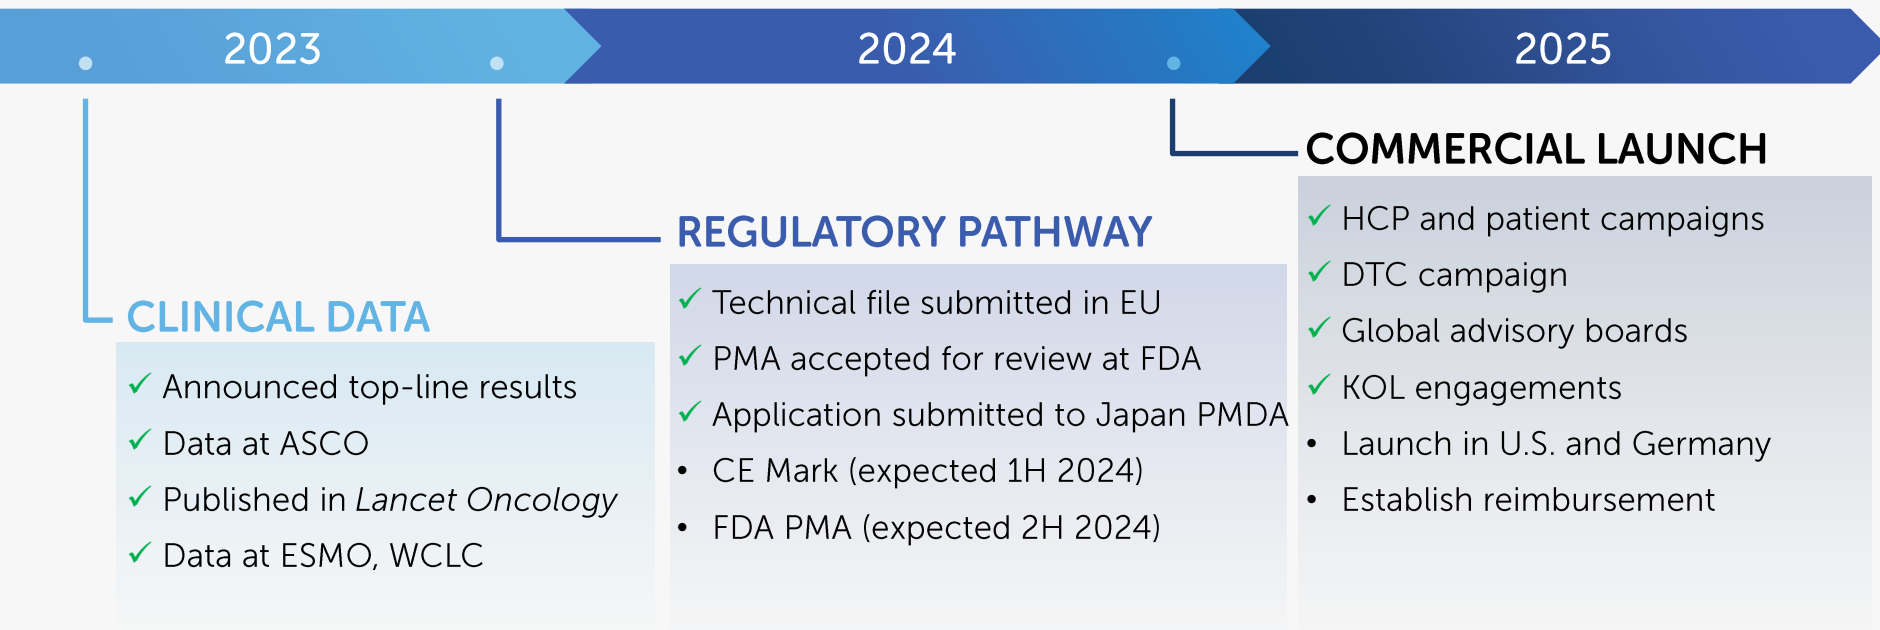 2023
2024
2025
CLINICAL DATA
✓ Announced top-line results
✓ Data at ASCO
✓ Published in Lancet Oncology
✓ Data at ESMO, WCLC
REGULATORY PATHWAY
✓ Technical file submitted in EU
✓ PMA accepted for review at FDA
✓ Application submitted to Japan PMDA
• CE Mark (expected 1H 2024)
• FDA PMA (expected 2H 2024)
COMMERCIAL LAUNCH
✓ HCP and patient campaigns
✓ DTC campaign
✓ Global advisory boards
✓ KOL engagements
• Launch in U.S. and Germany
• Establish reimbursement